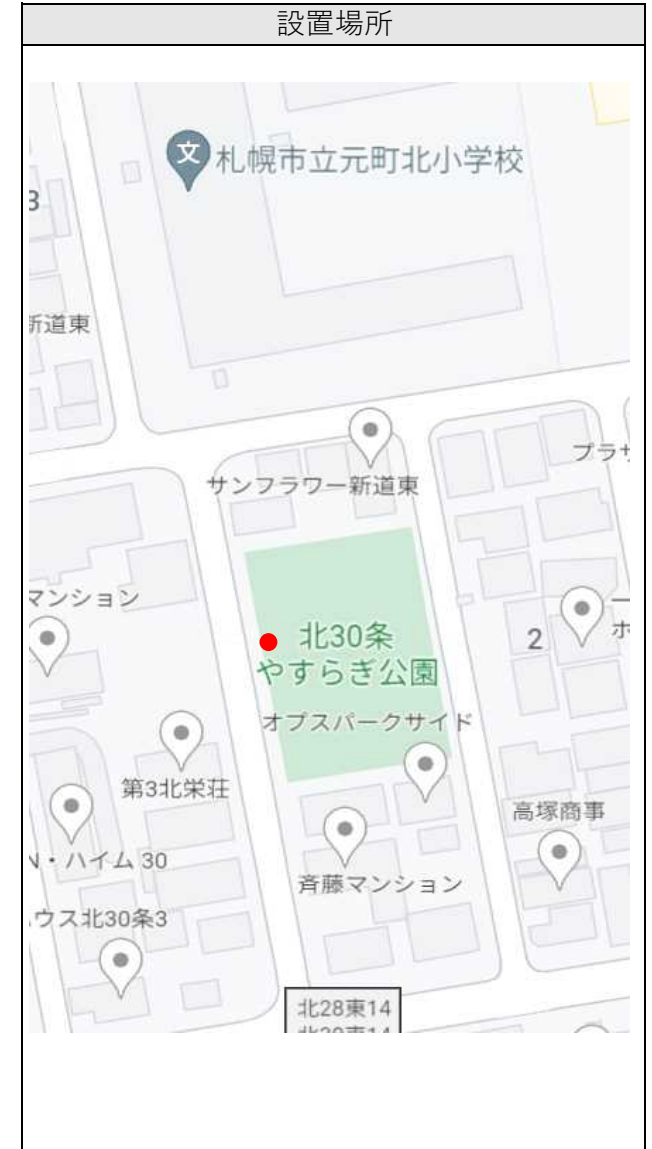 設置場所
文
札幌市立元町北小学校
3
新道東
サンフラワー新道東
プラザ
マンション
北30条
やすらぎ公園
2
オプスパークサイド
第3北栄荘
高塚商事
N・ハイム 30
斉藤マンション
ウス北30条3
北28東14